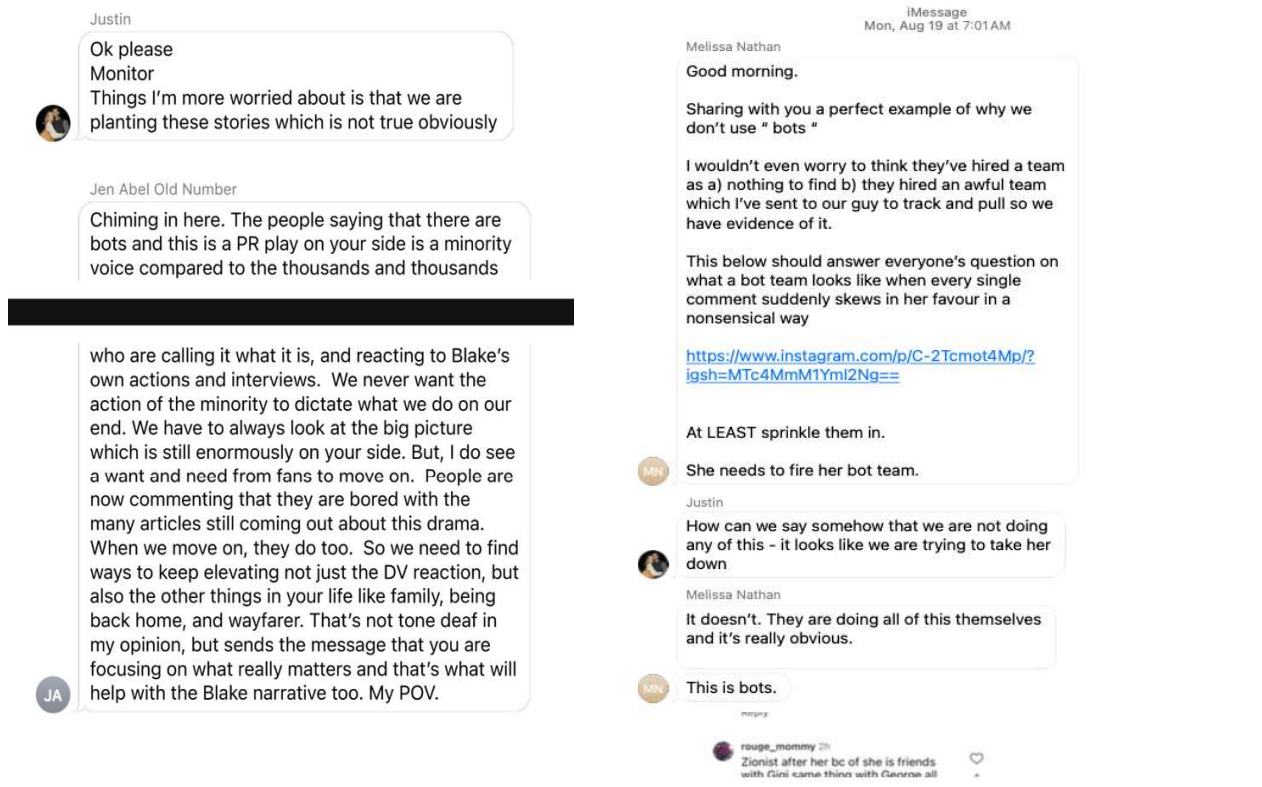 Justin
Ok please
Monitor
Things I'm more worried about is that we are
planting these stories which is not true obviously
Jen Abel Old Number
Chiming in here. The people saying that there are
bots and this is a PR play on your side is a minority
voice compared to the thousands and thousands
who are calling it what it is, and reacting to Blake's
own actions and interviews.  We never want the
action of the minority to dictate what we do on our
end. We have to always look at the big picture
which is still enormously on your side. But, I do see
a want and need from fans to move on.  People are
now commenting that they are bored with the
many articles still coming out about this drama.
When we move on, they do too.  So we need to find
ways to keep elevating not just the DV reaction, but
also the other things in your life like family, being
back home, and wayfarer. That's not tone deaf in
my opinion, but sends the message that you are
focusing on what really matters and that's what will
help with the Blake narrative too. My POV.
JA
iMessage
Mon, Aug 19 at 7:01 AM
Melissa Nathan
Good morning.
Sharing with you a perfect example of why we
don't use “ bots “
I wouldn't even worry to think they've hired a team
as a) nothing to find b) they hired an awful team
which I've sent to our guy to track and pull so we
have evidence of it.
This below should answer everyone's question on
what a bot team looks like when every single
comment suddenly skews in her favour in a
nonsensical way
https://www.instagram.com/p/C-2Tcmot4Mp/?
igsh=MTc4MmM1YmI2Ng==
At LEAST sprinkle them in.
She needs to fire her bot team.
MN
Justin
How can we say somehow that we are not doing
any of this - it looks like we are trying to take her
down
Melissa Nathan
It doesn't. They are doing all of this themselves
and it's really obvious.
This is bots.
MN
Reply
rouge_mommy 2h
Zionist after her bc of she is friends
with Gigi same thing with George all